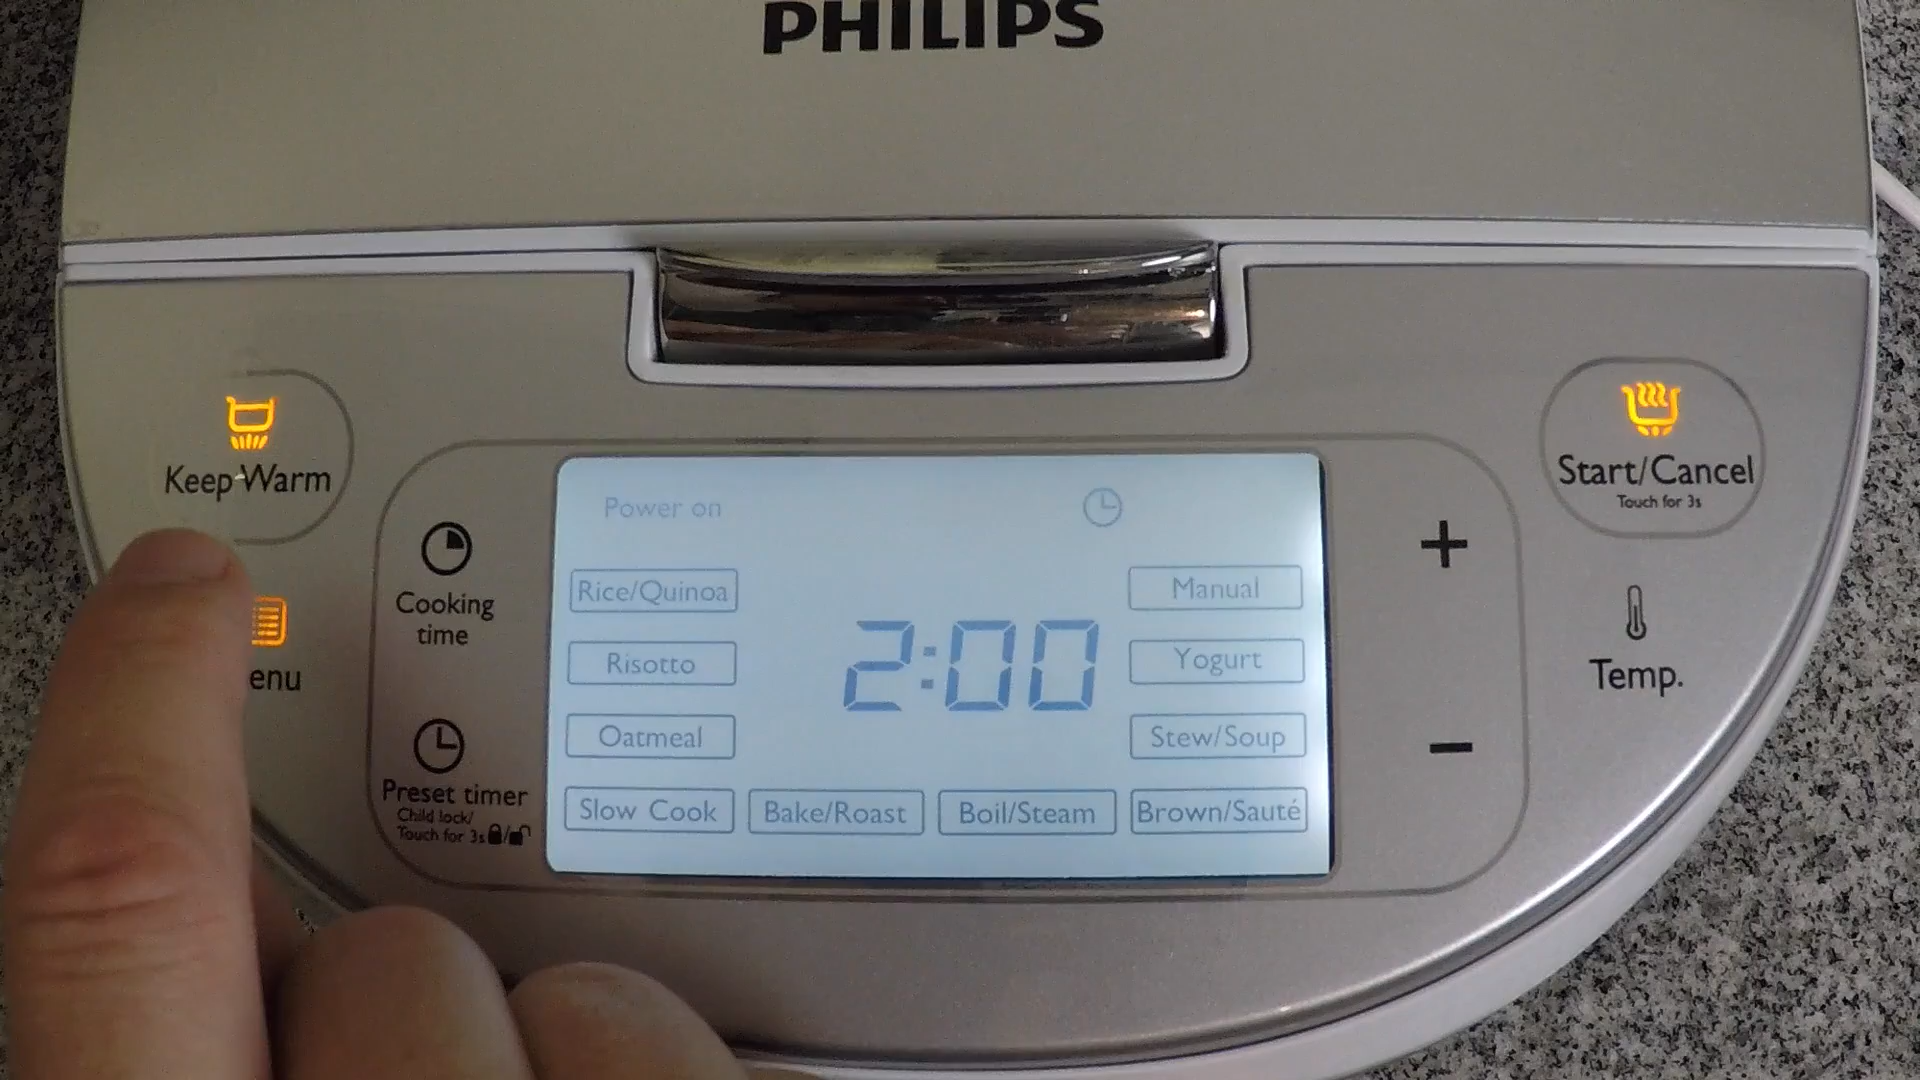 PHILIPS
Keep Warm
Start/Cancel
Touch for 3s
Power on
Cooking
time
Rice/Quinoa
Manual
2:00
Risotto
Yogurt
enu
Temp.
Oatmeal
Stew/Soup
Preset timer
Child lock/
Touch for 3s /
Slow Cook
Bake/Roast
Boil/Steam
Brown/Sauté
+
−